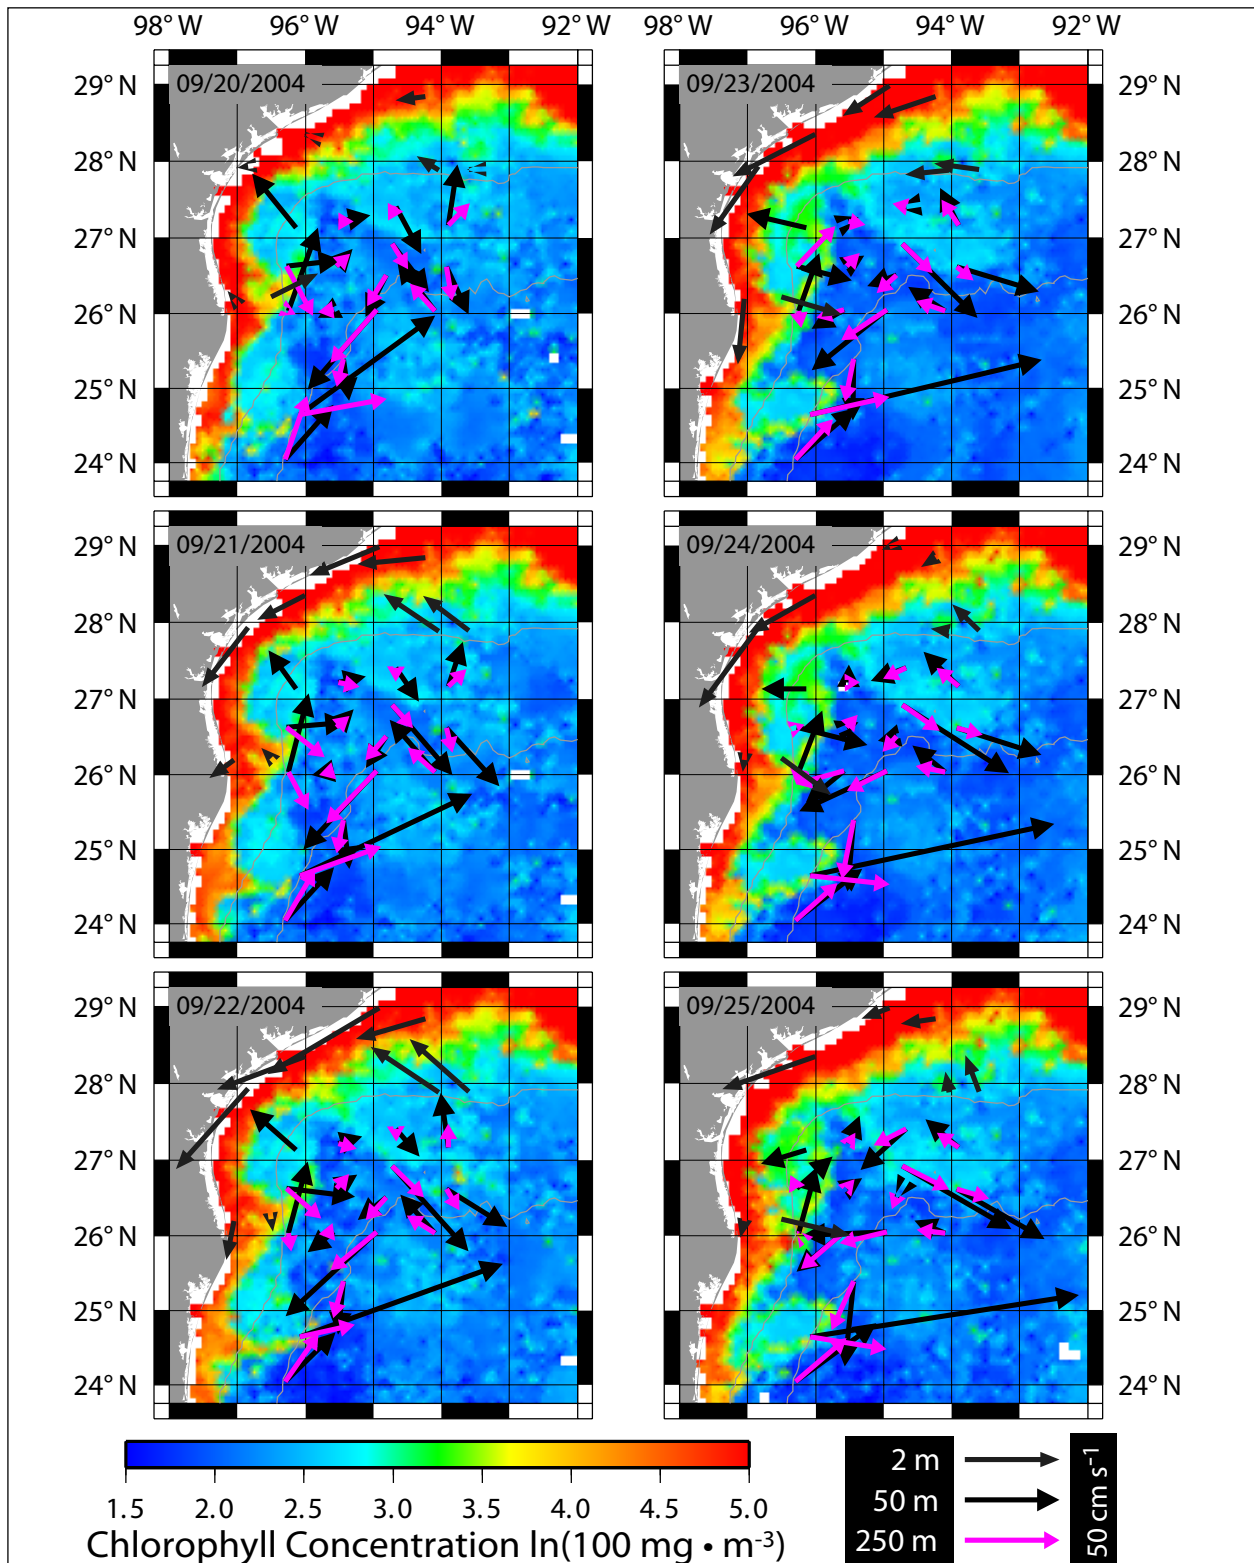 98°W 96°W 94°W 92°W 98°W 96°W 94°W 92°W
09/20/2004
29° N
28° N
27° N
26° N
25° N
24° N
09/23/2004
29° N
28° N
27° N
26° N
25° N
24° N
09/21/2004
29° N
28° N
27° N
26° N
25° N
24° N
09/24/2004
29° N
28° N
27° N
26° N
25° N
24° N
09/22/2004
29° N
28° N
27° N
26° N
25° N
24° N
09/25/2004
29° N
28° N
27° N
26° N
25° N
24° N
1.5 2.0 2.5 3.0 3.5 4.0 4.5 5.0
Chlorophyll Concentration ln(100 mg • m⁻³)
2 m
50 m
250 m
50 cm s⁻¹